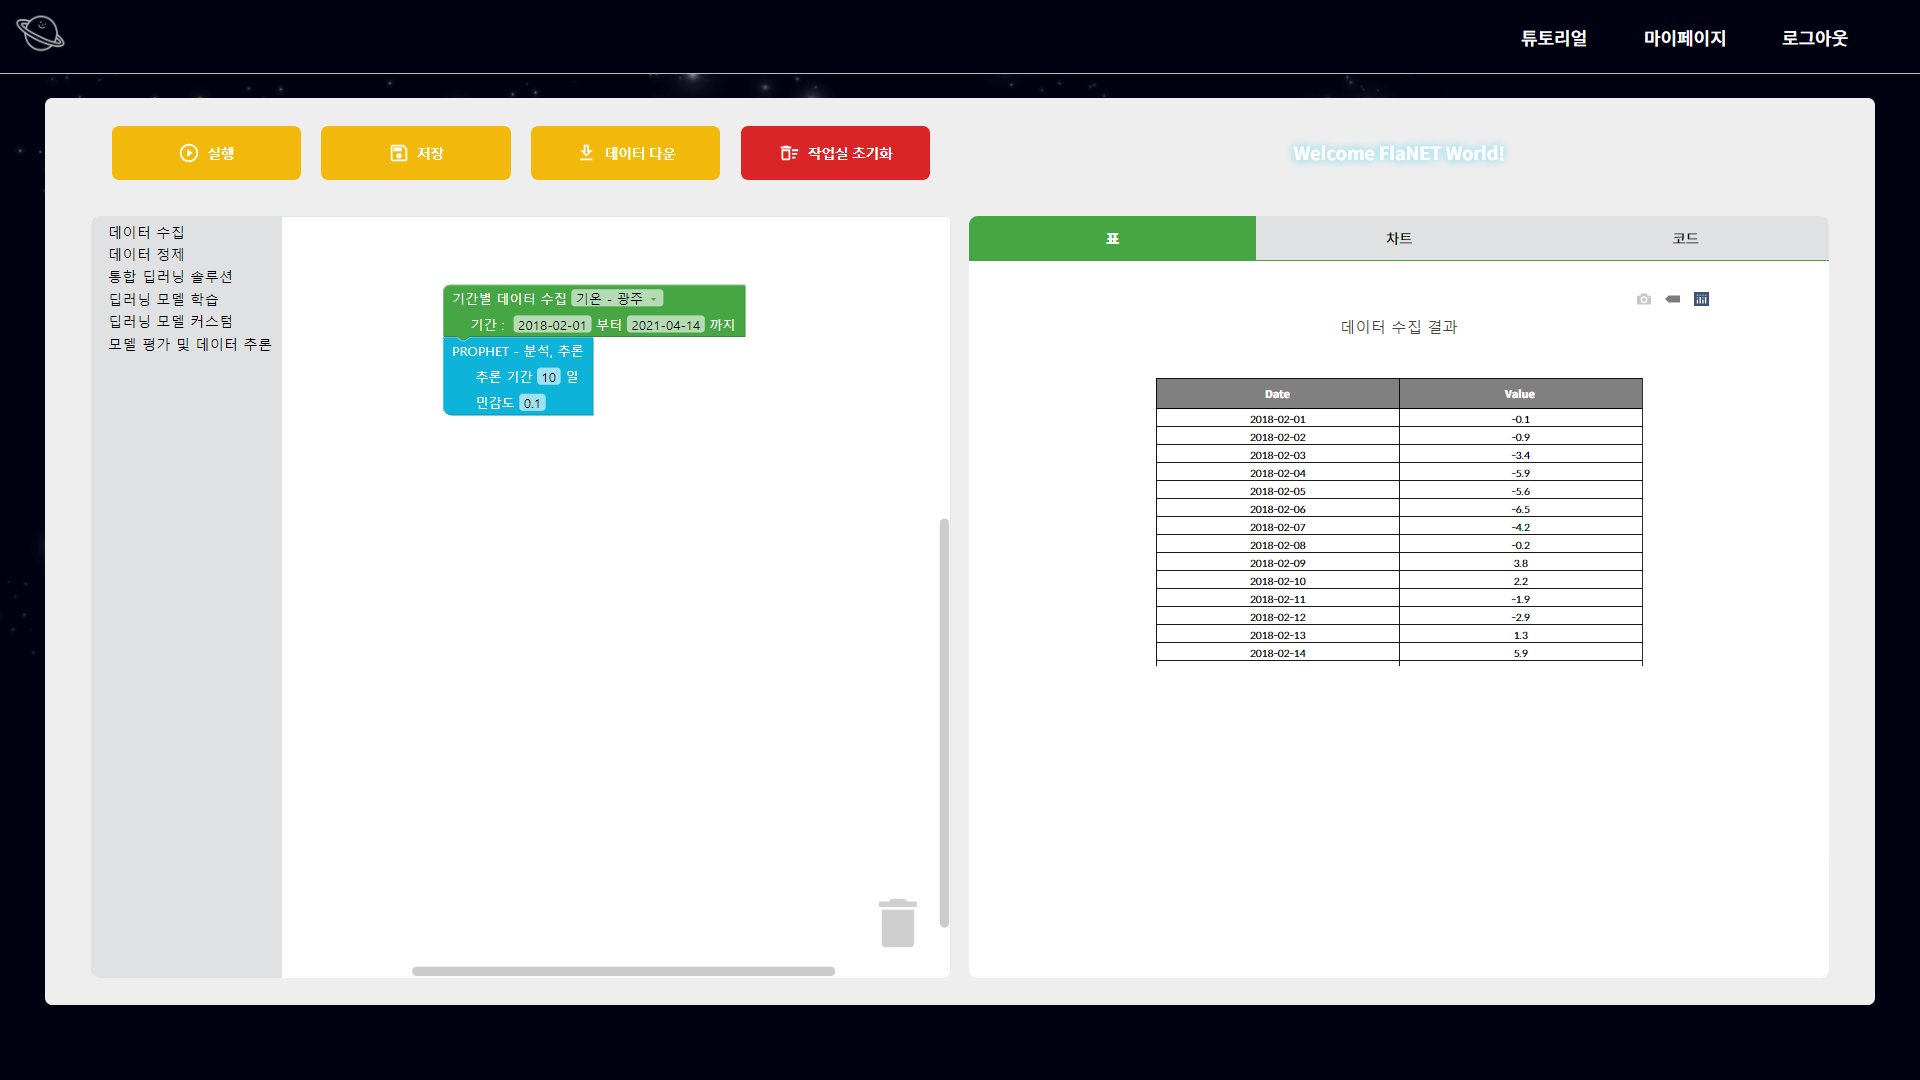 튜토리얼 마이페이지 로그아웃
실행 저장 데이터 다운 작업실 초기화
Welcome FlaNET World!
데이터 수집
데이터 정제
통합 딥러닝 솔루션
딥러닝 모델 학습
딥러닝 모델 커스텀
모델 평가 및 데이터 추론
기간별 데이터 수집 기온 - 광주
기간 : 2018-02-01 부터 2021-04-14 까지
PROPHET - 분석, 추론
추론 기간 10 일
민감도 0.1
표 차트 코드
데이터 수집 결과
Date Value
2018-02-01 -0.1
2018-02-02 -0.9
2018-02-03 -3.4
2018-02-04 -5.9
2018-02-05 -5.6
2018-02-06 -6.5
2018-02-07 -4.2
2018-02-08 -0.2
2018-02-09 3.8
2018-02-10 2.2
2018-02-11 -1.9
2018-02-12 -2.9
2018-02-13 1.3
2018-02-14 5.9